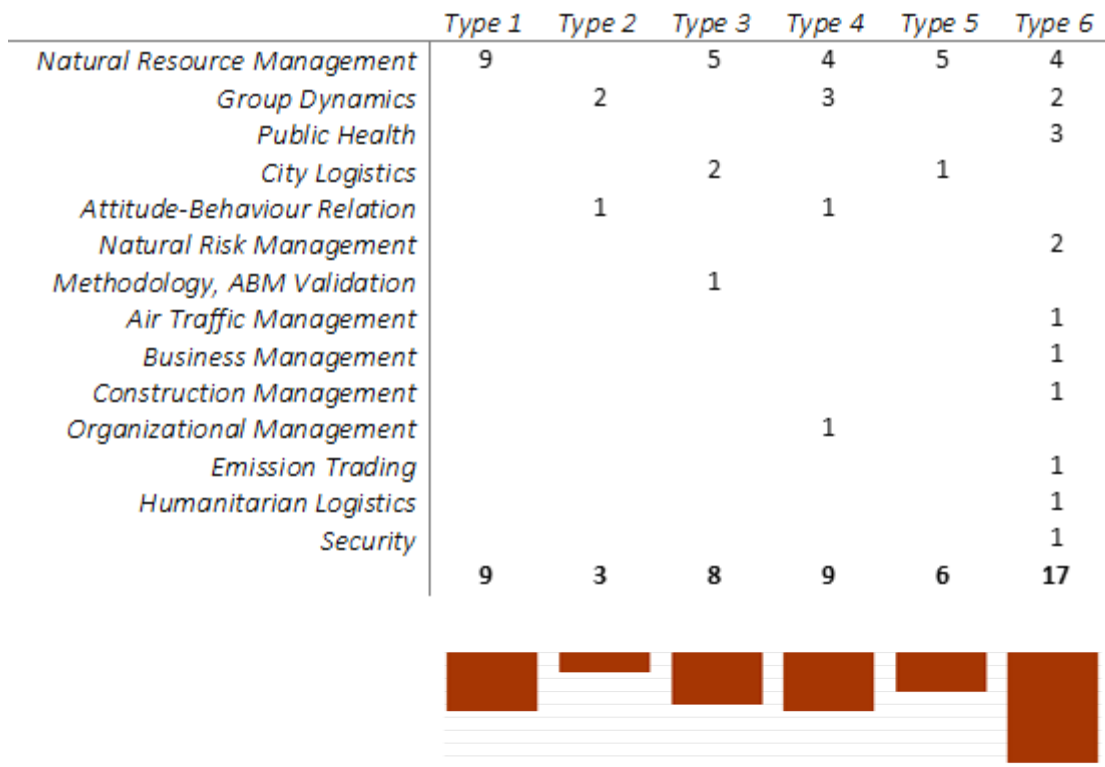 Type 1 Type 2 Type 3 Type 4 Type 5 Type 6
Natural Resource Management 9 5 4 5 4
Group Dynamics 2 3 2
Public Health 3
City Logistics 2 1
Attitude-Behaviour Relation 1 1
Natural Risk Management 2
Methodology, ABM Validation 1
Air Traffic Management 1
Business Management 1
Construction Management 1
Organizational Management 1
Emission Trading 1
Humanitarian Logistics 1
Security 1
9 3 8 9 6 17